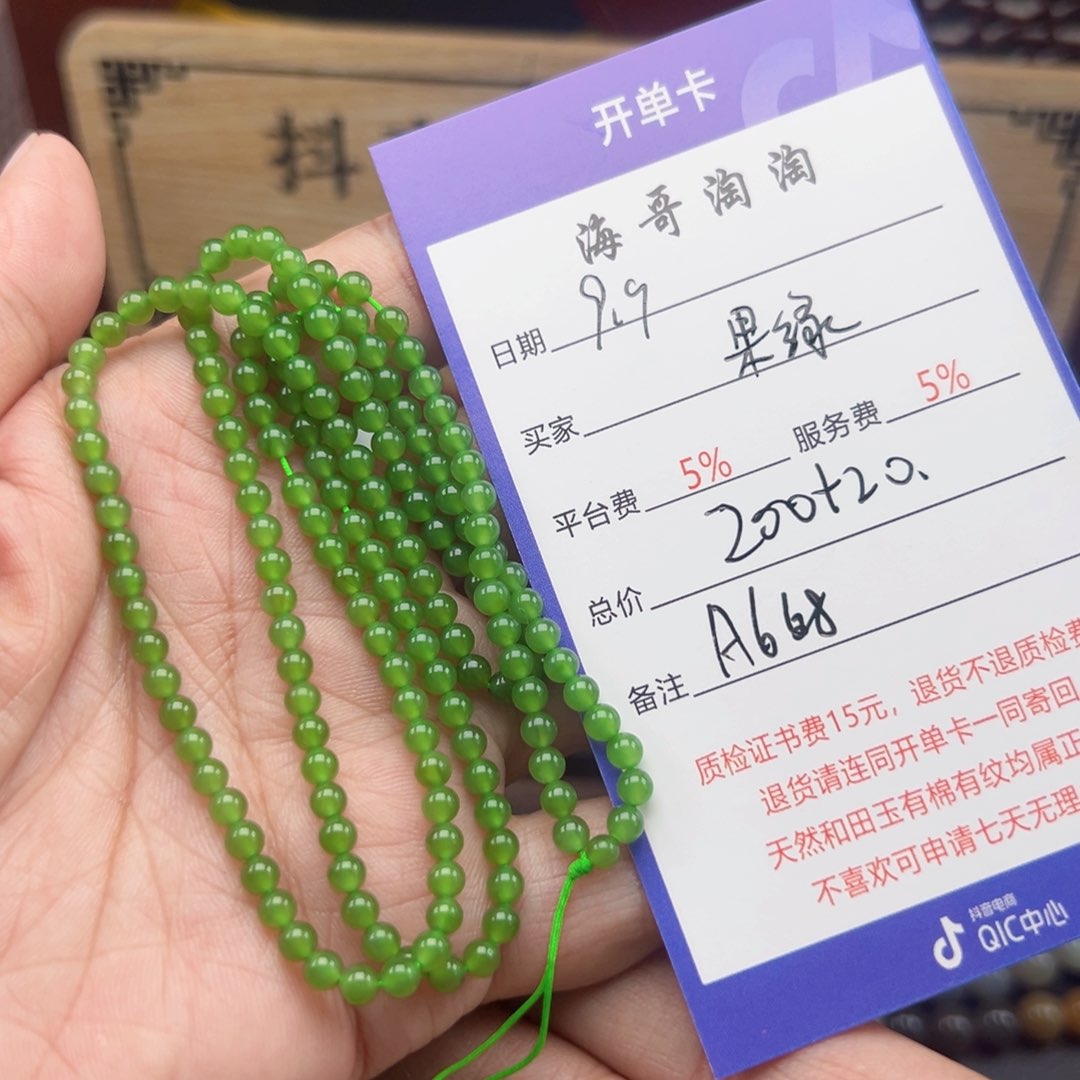 抖
开单卡
海哥淘淘
日期 9.9
买家 果缘
平台费 5% 服务费 5%
总价 200+20.
备注 A668
质检证书费15元，退货不退质检费
退货请连同开单卡一同寄回
天然和田玉有棉有纹均属正
不喜欢可申请七天无理
抖音电商
QIC中心